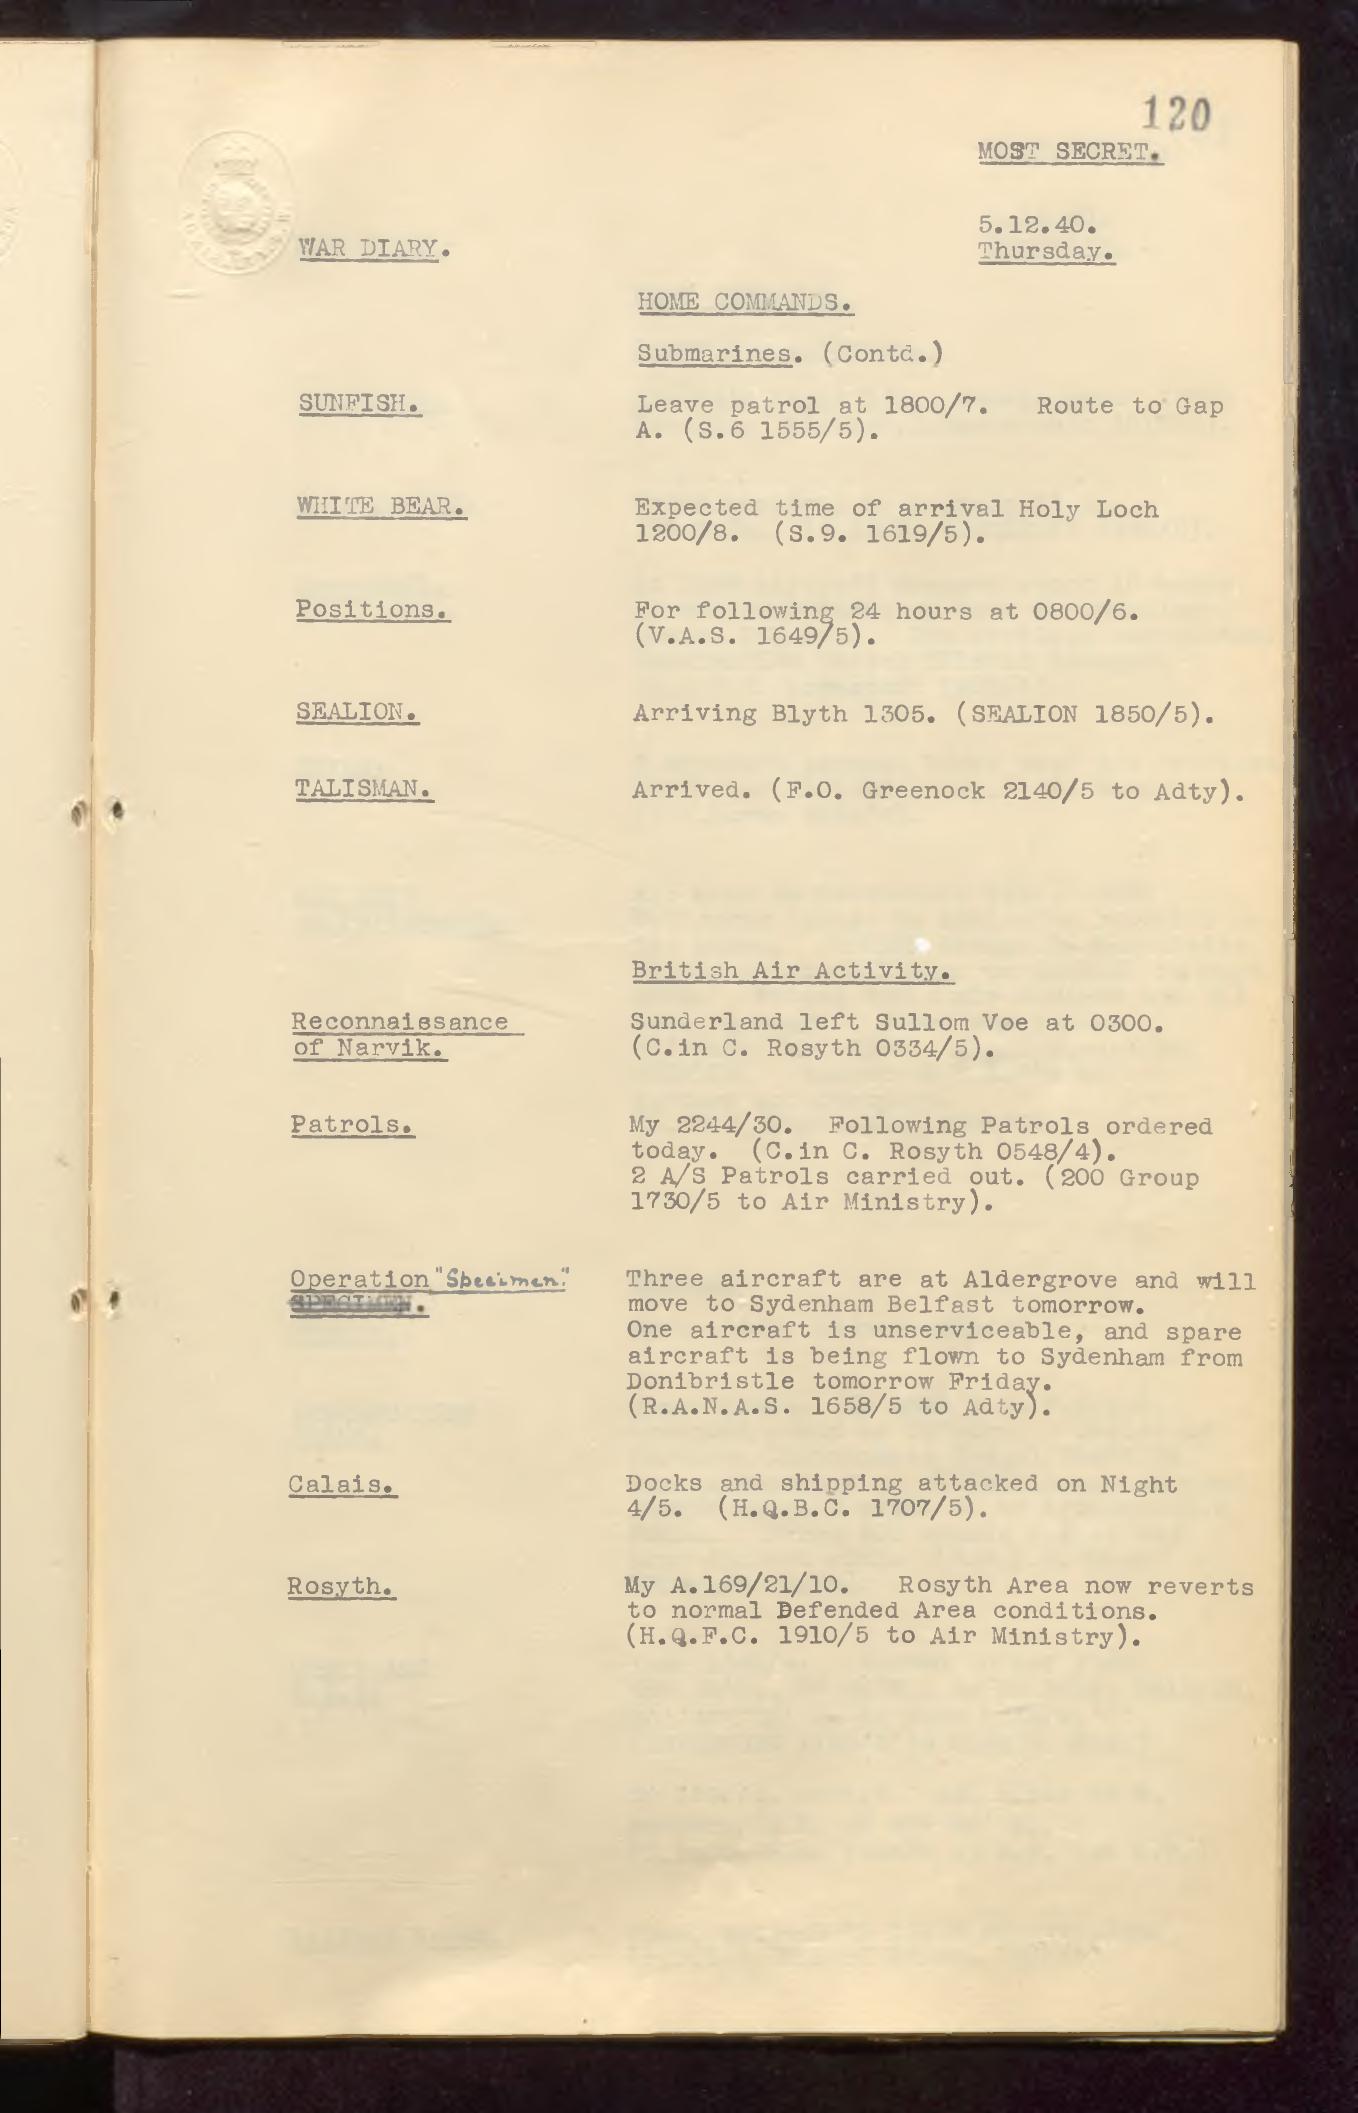 120
MOST SECRET.
5.12.40.
WAR DIARY.
Thursday.
HOME COMMANDS.
Submarines. (Contd.)
SUNFISH.
Leave patrol at 1800/7. Route to Gap
A. (S.6 1555/5).
WHITE BEAR.
Expected time of arrival Holy Loch
1200/8. (S.9. 1619/5).
Positions.
For following 24 hours at 0800/6.
(V.A.S. 1649/5).
SEALION.
Arriving Blyth 1305. (SEALION 1850/5).
TALISMAN.
Arrived. (F.O. Greenock 2140/5 to Adty).
British Air Activity.
Reconnaissance
of Narvik.
Sunderland left Sullom Voe at 0300.
(C.in C. Rosyth 0334/5).
Patrols.
My 2244/30. Following Patrols ordered
today. (C.in C. Rosyth 0548/4).
2 A/S Patrols carried out. (200 Group
1730/5 to Air Ministry).
Operation "Specimen."
SPECIMEN.
Three aircraft are at Aldergrove and will
move to Sydenham Belfast tomorrow.
One aircraft is unserviceable, and spare
aircraft is being flown to Sydenham from
Donibristle tomorrow Friday.
(R.A.N.A.S. 1658/5 to Adty).
Calais.
Docks and shipping attacked on Night
4/5. (H.Q.B.C. 1707/5).
Rosyth.
My A.169/21/10. Rosyth Area now reverts
to normal Defended Area conditions.
(H.Q.F.C. 1910/5 to Air Ministry).